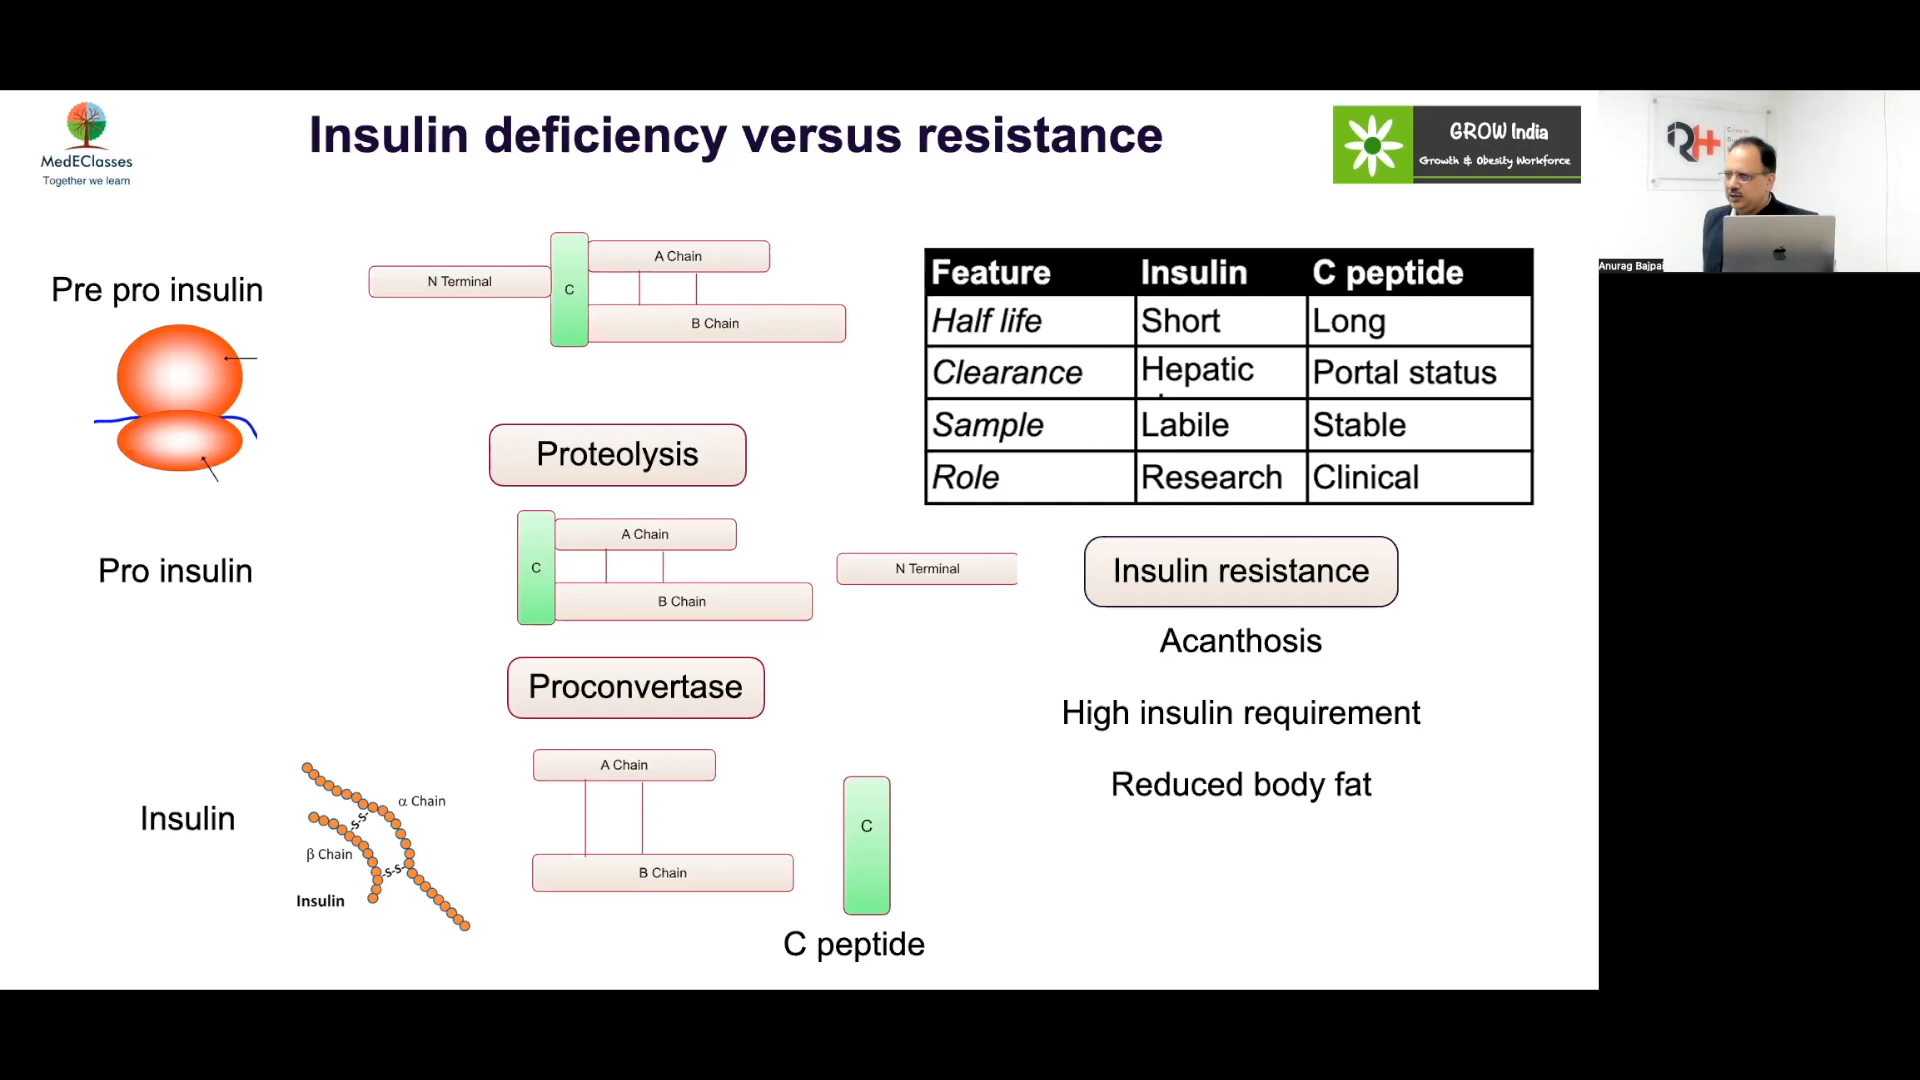 MedEClasses
Together we learn
Insulin deficiency versus resistance
GROW India
Growth & Obesity Workforce
Anurag Bajpai
Pre pro insulin
N Terminal
C
A Chain
B Chain
Proteolysis
Pro insulin
C
A Chain
B Chain
N Terminal
Proconvertase
Insulin
α Chain
-S-S-
β Chain
-S-S-
Insulin
A Chain
B Chain
C
C peptide
Feature Insulin C peptide
Half life Short Long
Clearance Hepatic Portal status
Sample Labile Stable
Role Research Clinical
Insulin resistance
Acanthosis
High insulin requirement
Reduced body fat